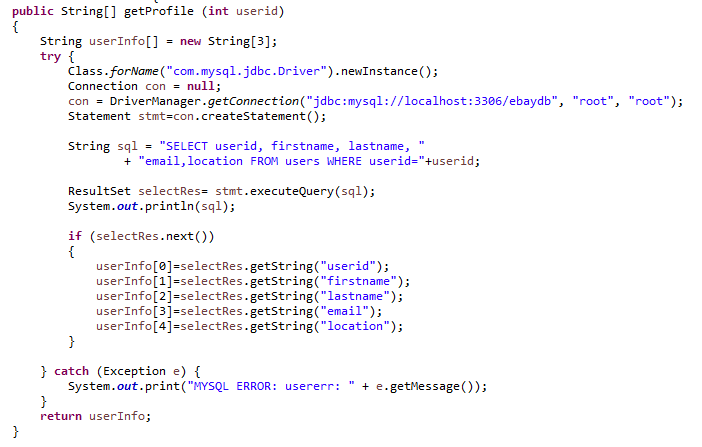 public String[] getProfile (int userid)
{
    String userInfo[] = new String[3];
    try {
        Class.forName("com.mysql.jdbc.Driver").newInstance();
        Connection con = null;
        con = DriverManager.getConnection("jdbc:mysql://localhost:3306/ebaydb", "root", "root");
        Statement stmt=con.createStatement();

        String sql = "SELECT userid, firstname, lastname, "
                + "email,location FROM users WHERE userid="+userid;

        ResultSet selectRes= stmt.executeQuery(sql);
        System.out.println(sql);

        if (selectRes.next())
        {
            userInfo[0]=selectRes.getString("userid");
            userInfo[1]=selectRes.getString("firstname");
            userInfo[2]=selectRes.getString("lastname");
            userInfo[3]=selectRes.getString("email");
            userInfo[4]=selectRes.getString("location");
        }

    } catch (Exception e) {
        System.out.print("MYSQL ERROR: usererr: " + e.getMessage());
    }
    return userInfo;
}